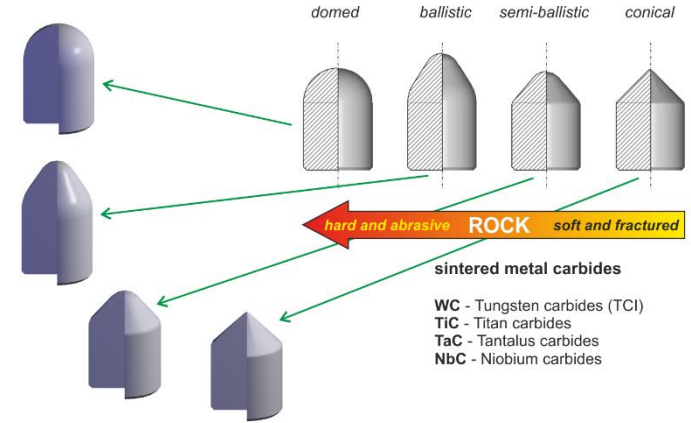 domed ballistic semi-ballistic conical
hard and abrasive ROCK soft and fractured
sintered metal carbides
WC - Tungsten carbides (TCI)
TiC - Titan carbides
TaC - Tantalus carbides
NbC - Niobium carbides